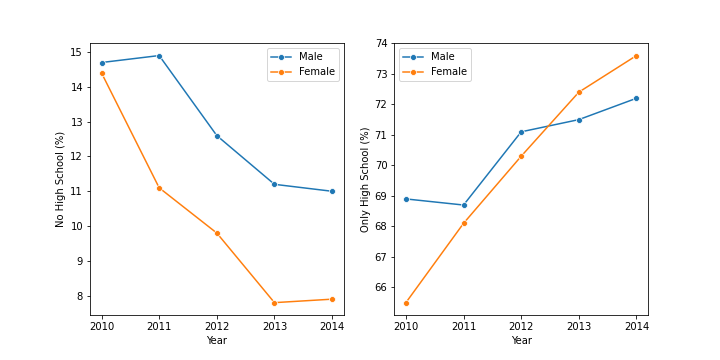 No High School (%)
15
14
13
12
11
10
9
8
Male
Female
2010 2011 2012 2013 2014
Year
Only High School (%)
74
73
72
71
70
69
68
67
66
Male
Female
2010 2011 2012 2013 2014
Year